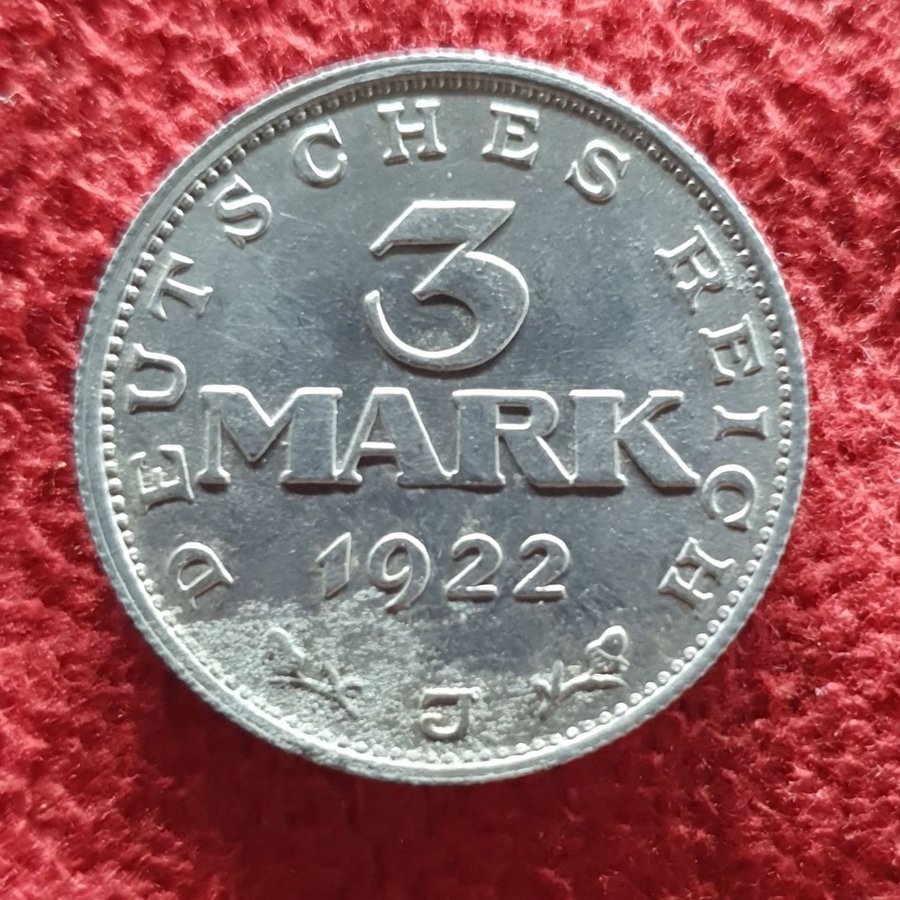 DEUTSCHES REICH
3
MARK
1922
J